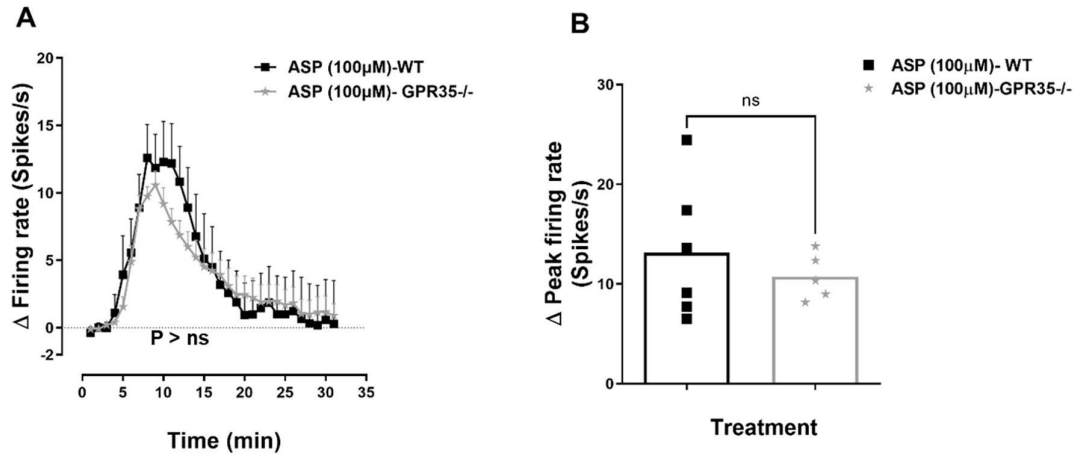 A
ASP (100µM)-WT
ASP (100µM)- GPR35-/-
Δ Firing rate (Spikes/s)
20
15
10
5
0
-2
P > ns
0 5 10 15 20 25 30 35
Time (min)
B
ASP (100µM)- WT
ASP (100µM)-GPR35-/-
ns
Δ Peak firing rate
(Spikes/s)
30
20
10
0
Treatment